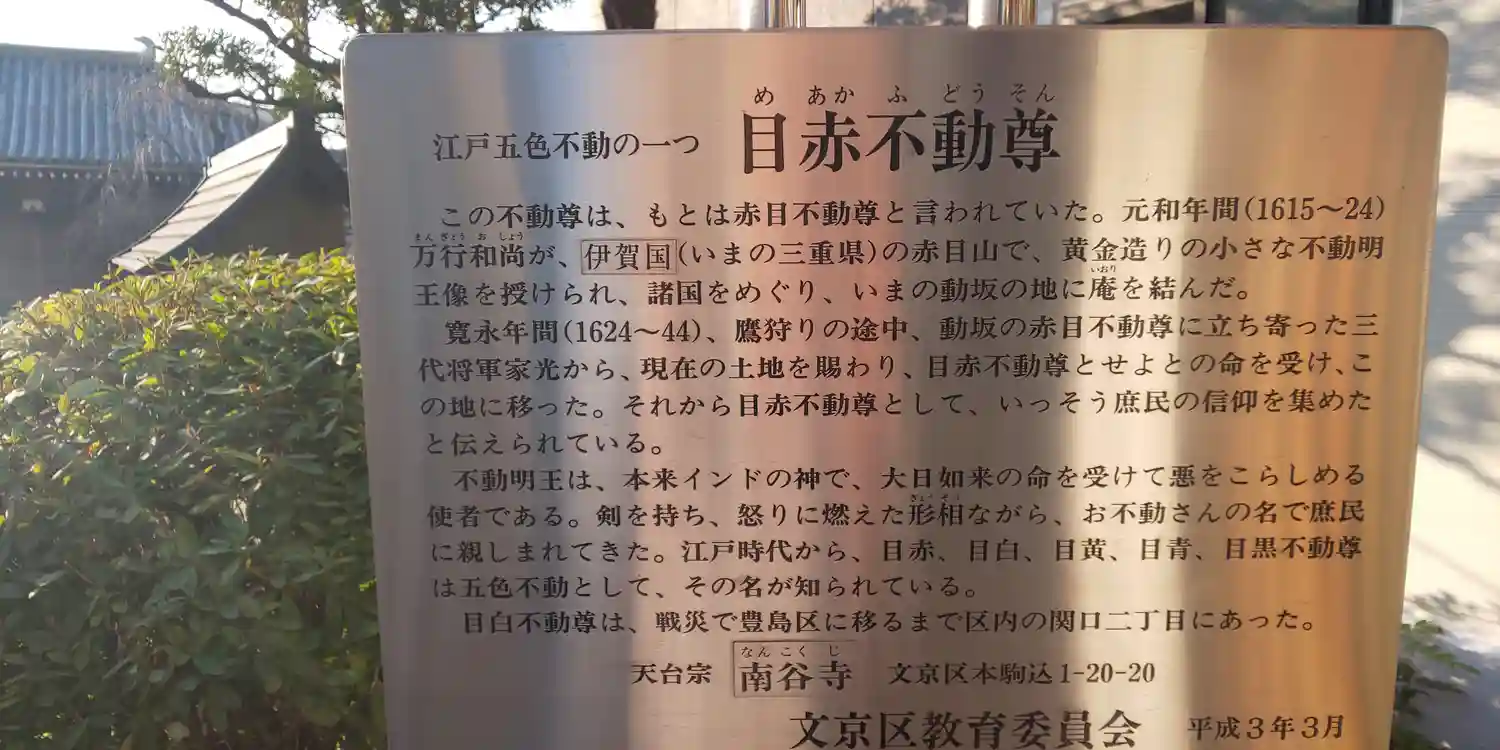 江戸五色不動の一つ 目赤不動尊
め あか ふ どう そん
この不動尊は、もとは赤目不動尊と言われていた。元和年間(1615〜24)
まん ぎょう お しょう
万行和尚が、伊賀国(いまの三重県)の赤目山で、黄金造りの小さな不動明
いおり
王像を授けられ、諸国をめぐり、いまの動坂の地に庵を結んだ。
寛永年間(1624〜44)、鷹狩りの途中、動坂の赤目不動尊に立ち寄った三
代将軍家光から、現在の土地を賜わり、目赤不動尊とせよとの命を受け、こ
の地に移った。それから目赤不動尊として、いっそう庶民の信仰を集めた
と伝えられている。
不動明王は、本来インドの神で、大日如来の命を受けて悪をこらしめる
使者である。剣を持ち、怒りに燃えた形相ながら、お不動さんの名で庶民
ぎょう そう
に親しまれてきた。江戸時代から、目赤、目白、目黄、目青、目黒不動尊
は五色不動として、その名が知られている。
目白不動尊は、戦災で豊島区に移るまで区内の関口二丁目にあった。
なん こく じ
天台宗 南谷寺 文京区本駒込1-20-20
文京区教育委員会 平成3年3月